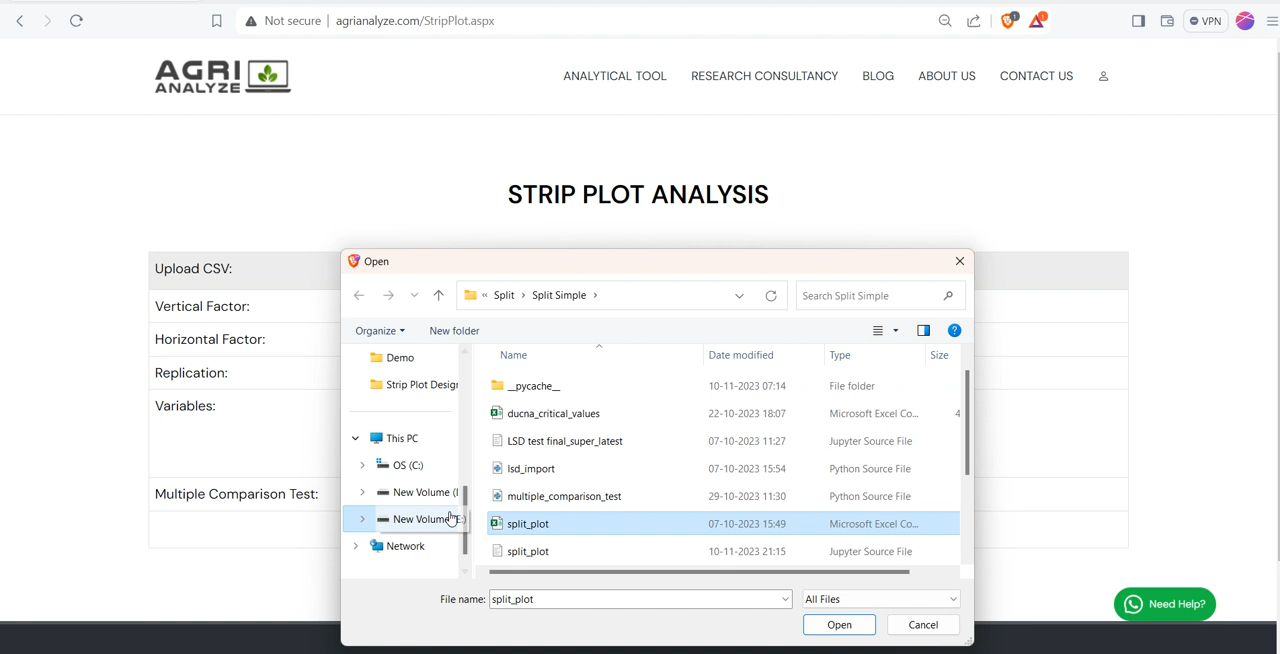 Not secure | agrianalyze.com/StripPlot.aspx 1 1 VPN
AGRI
ANALYZE
ANALYTICAL TOOL RESEARCH CONSULTANCY BLOG ABOUT US CONTACT US
STRIP PLOT ANALYSIS
Upload CSV:
Vertical Factor:
Horizontal Factor:
Replication:
Variables:
Multiple Comparison Test:
Open
« Split › Split Simple › Search Split Simple
Organize New folder
Demo
Strip Plot Desig
This PC
OS (C:)
New Volume (
New Volume E:)
Network
Name Date modified Type Size
__pycache__ 10-11-2023 07:14 File folder
ducna_critical_values 22-10-2023 18:07 Microsoft Excel Co... 4
LSD test final_super_latest 07-10-2023 11:27 Jupyter Source File
lsd_import 07-10-2023 15:54 Python Source File
multiple_comparison_test 29-10-2023 11:30 Python Source File
split_plot 07-10-2023 15:49 Microsoft Excel Co...
split_plot 10-11-2023 21:15 Jupyter Source File
File name: split_plot All Files
Open Cancel
Need Help?